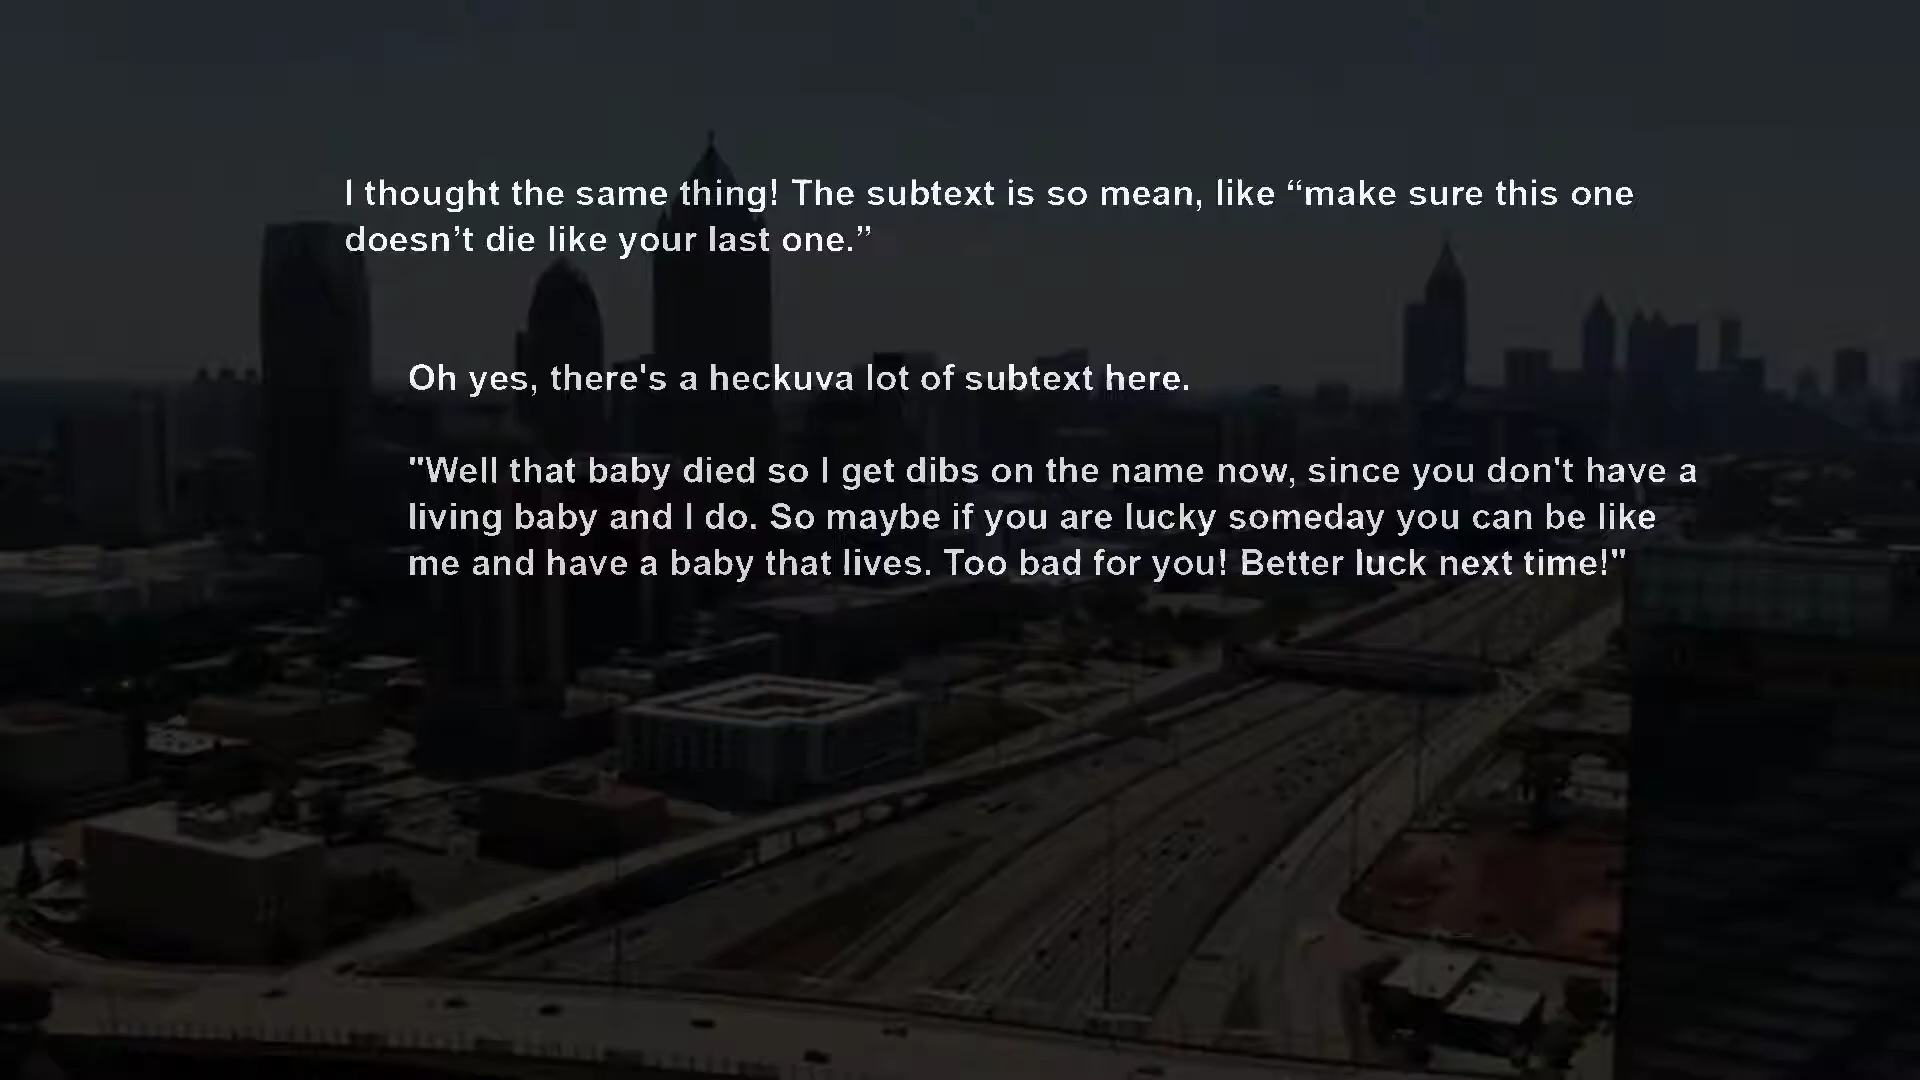 I thought the same thing! The subtext is so mean, like “make sure this one
doesn’t die like your last one.”
Oh yes, there's a heckuva lot of subtext here.
"Well that baby died so I get dibs on the name now, since you don't have a
living baby and I do. So maybe if you are lucky someday you can be like
me and have a baby that lives. Too bad for you! Better luck next time!"